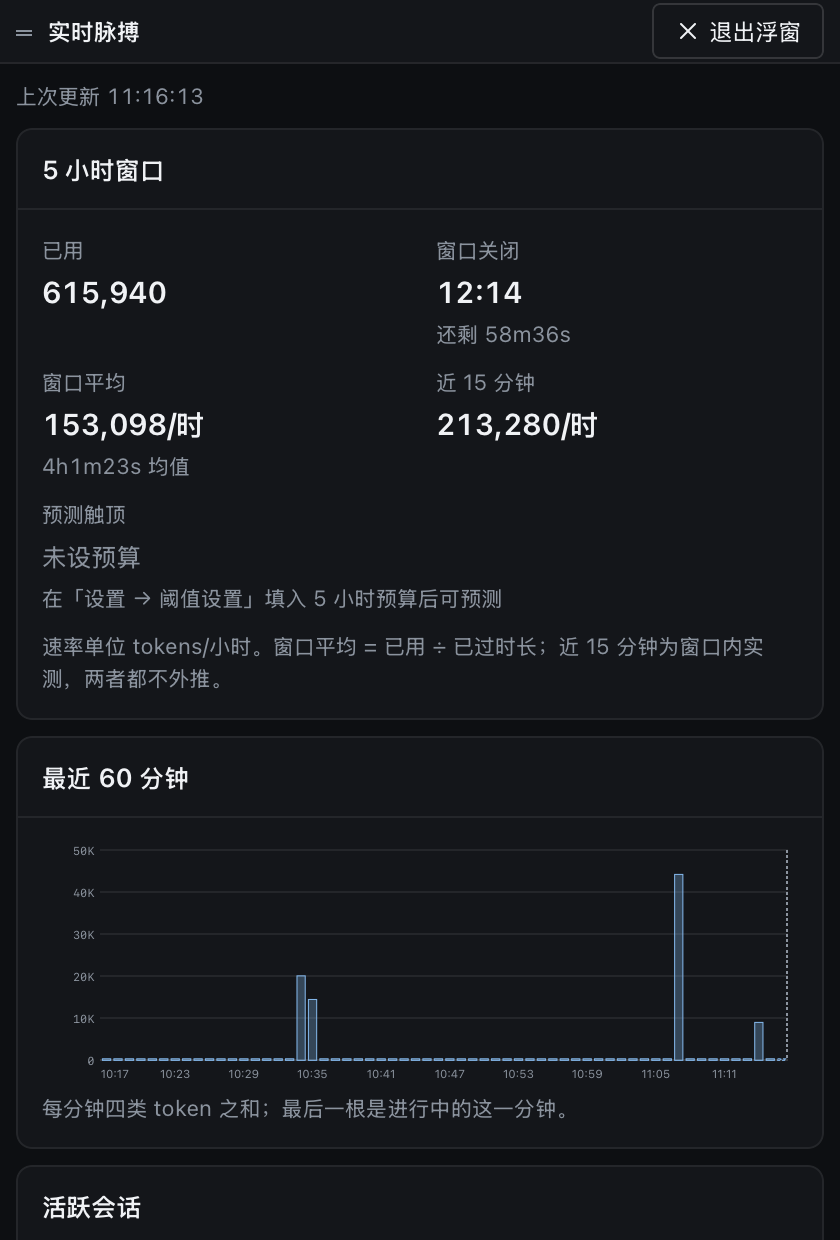 实时脉搏
退出浮窗
上次更新 11:16:13
5 小时窗口
已用
窗口关闭
615,940
12:14
还剩 58m36s
窗口平均
近 15 分钟
153,098/时
213,280/时
4h1m23s 均值
预测触顶
未设预算
在「设置 → 阈值设置」填入 5 小时预算后可预测
速率单位 tokens/小时。窗口平均 = 已用 ÷ 已过时长；近 15 分钟为窗口内实
测，两者都不外推。
最近 60 分钟
50K
40K
30K
20K
10K
0
10:17 10:23 10:29 10:35 10:41 10:47 10:53 10:59 11:05 11:11
每分钟四类 token 之和；最后一根是进行中的这一分钟。
活跃会话